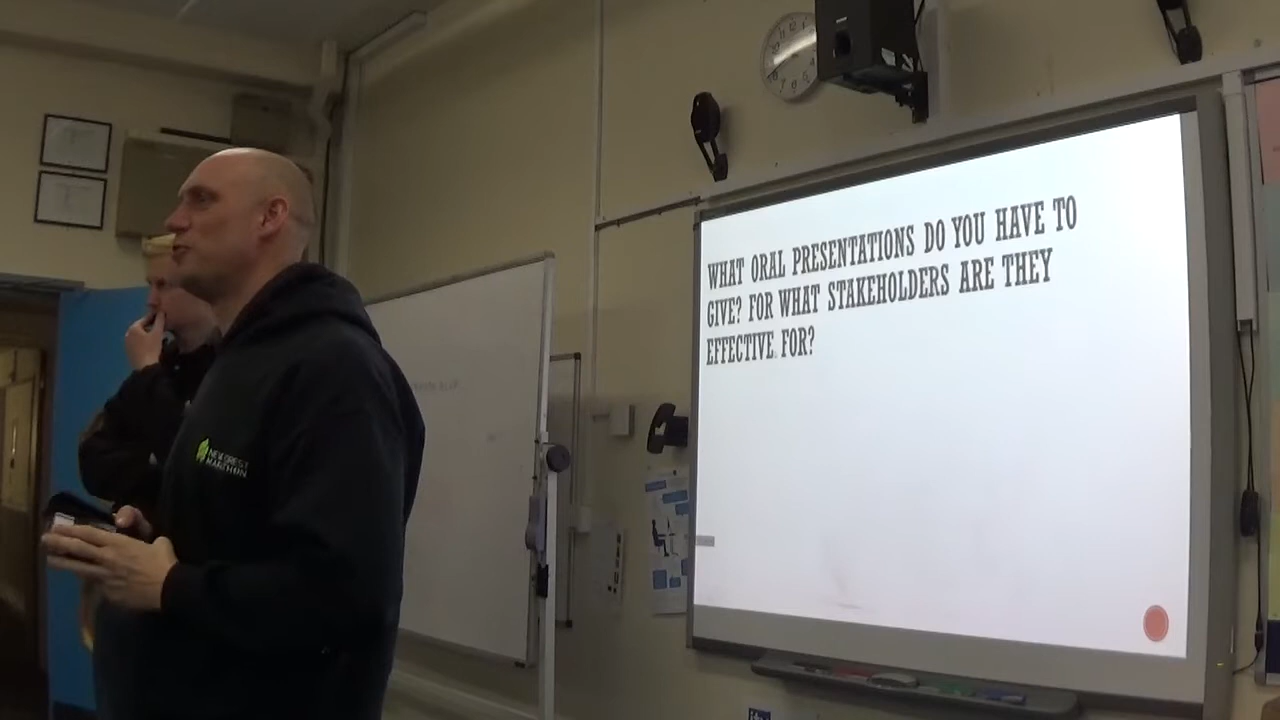 WHAT ORAL PRESENTATIONS DO YOU HAVE TO
GIVE? FOR WHAT STAKEHOLDERS ARE THEY
EFFECTIVE FOR?
NEW FOREST
MARATHON